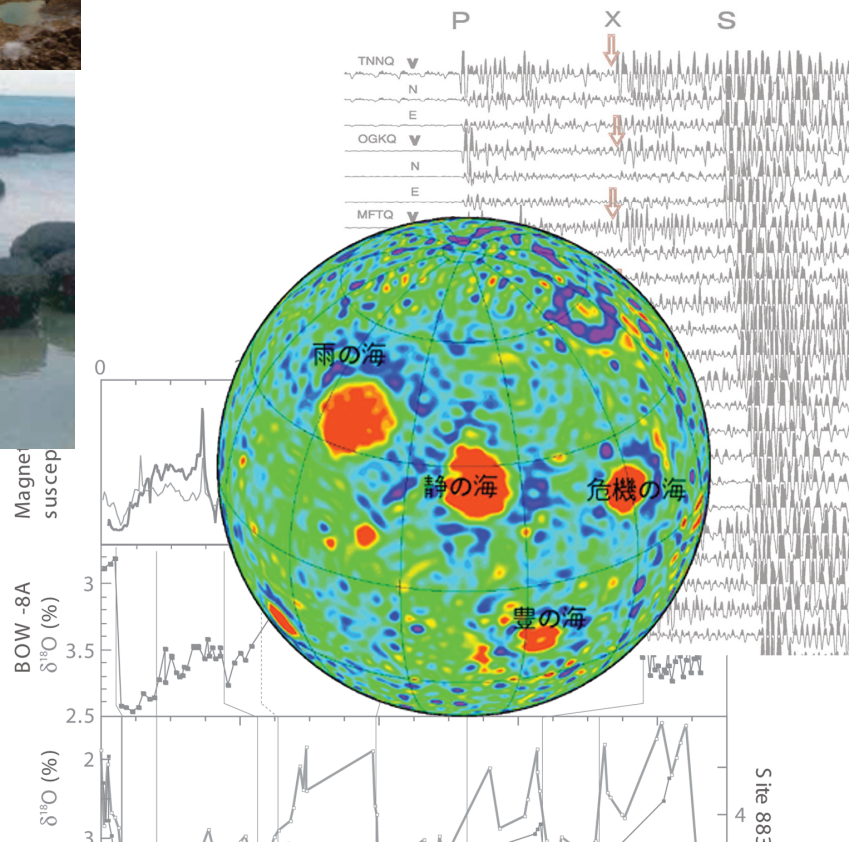 P X S
TNNQ V
N
E
OGKQ V
N
E
MFTQ V
雨の海
静の海
危機の海
豊の海
0
Magnet
suscep
BOW -8A
δ¹⁸O (%)
3
3.5
2.5
δ¹⁸O (%)
2
3
4
Site 883